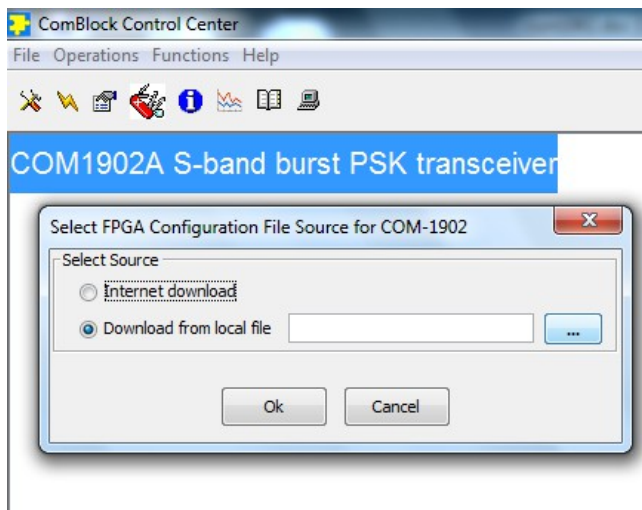 ComBlock Control Center
File Operations Functions Help
COM1902A S-band burst PSK transceiver
Select FPGA Configuration File Source for COM-1902
Select Source
Internet download
Download from local file
...
Ok Cancel